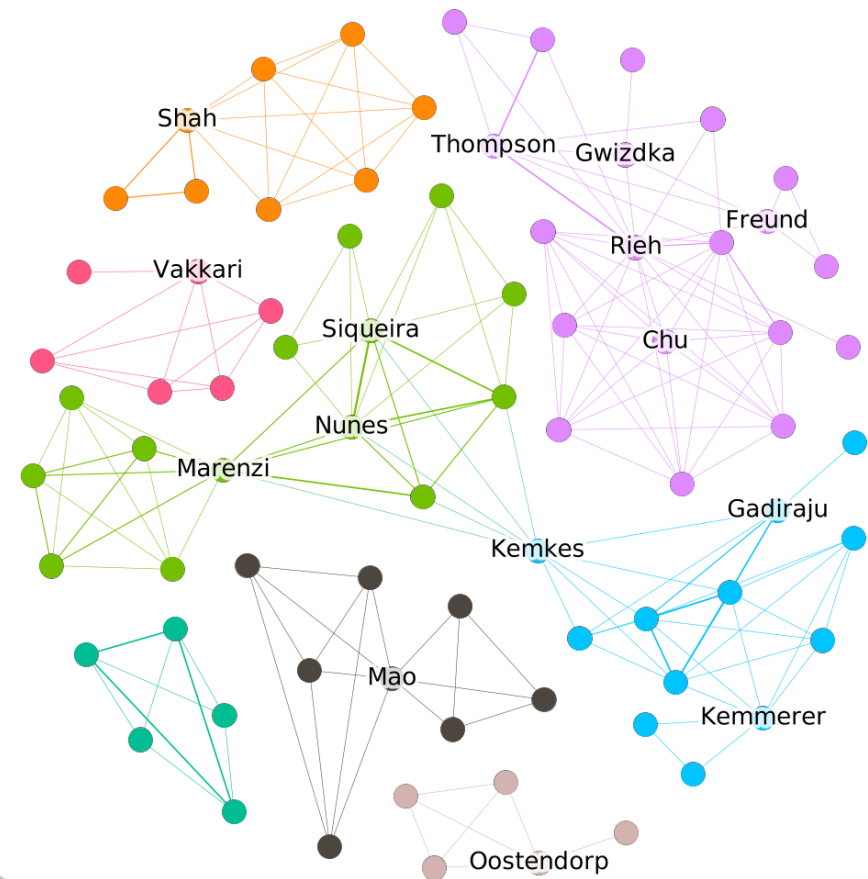 Shah
Thompson
Gwizdka
Freund
Rieh
Vakkari
Siqueira
Chu
Nunes
Marenzi
Gadiraju
Kemkes
Mao
Kemmerer
Oostendorp